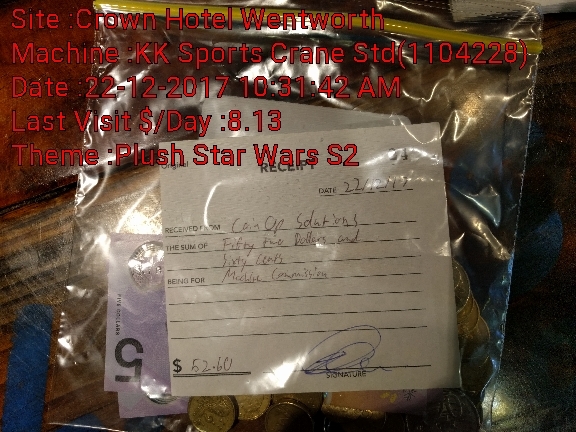 Site :Crown Hotel Wentworth
Machine :KK Sports Crane Std(1104228)
Date :22-12-2017 10:31:42 AM
Last Visit $/Day :8.13
Theme :Plush Star Wars S2
RECEIPT
DATE 22/12/17
RECEIVED FROM Coin Op Solutions
THE SUM OF Fifty two Dollars and
Sixty Cents
BEING FOR Machine Commission
FIVE DOLLARS
5
$ 52.60
SIGNATURE